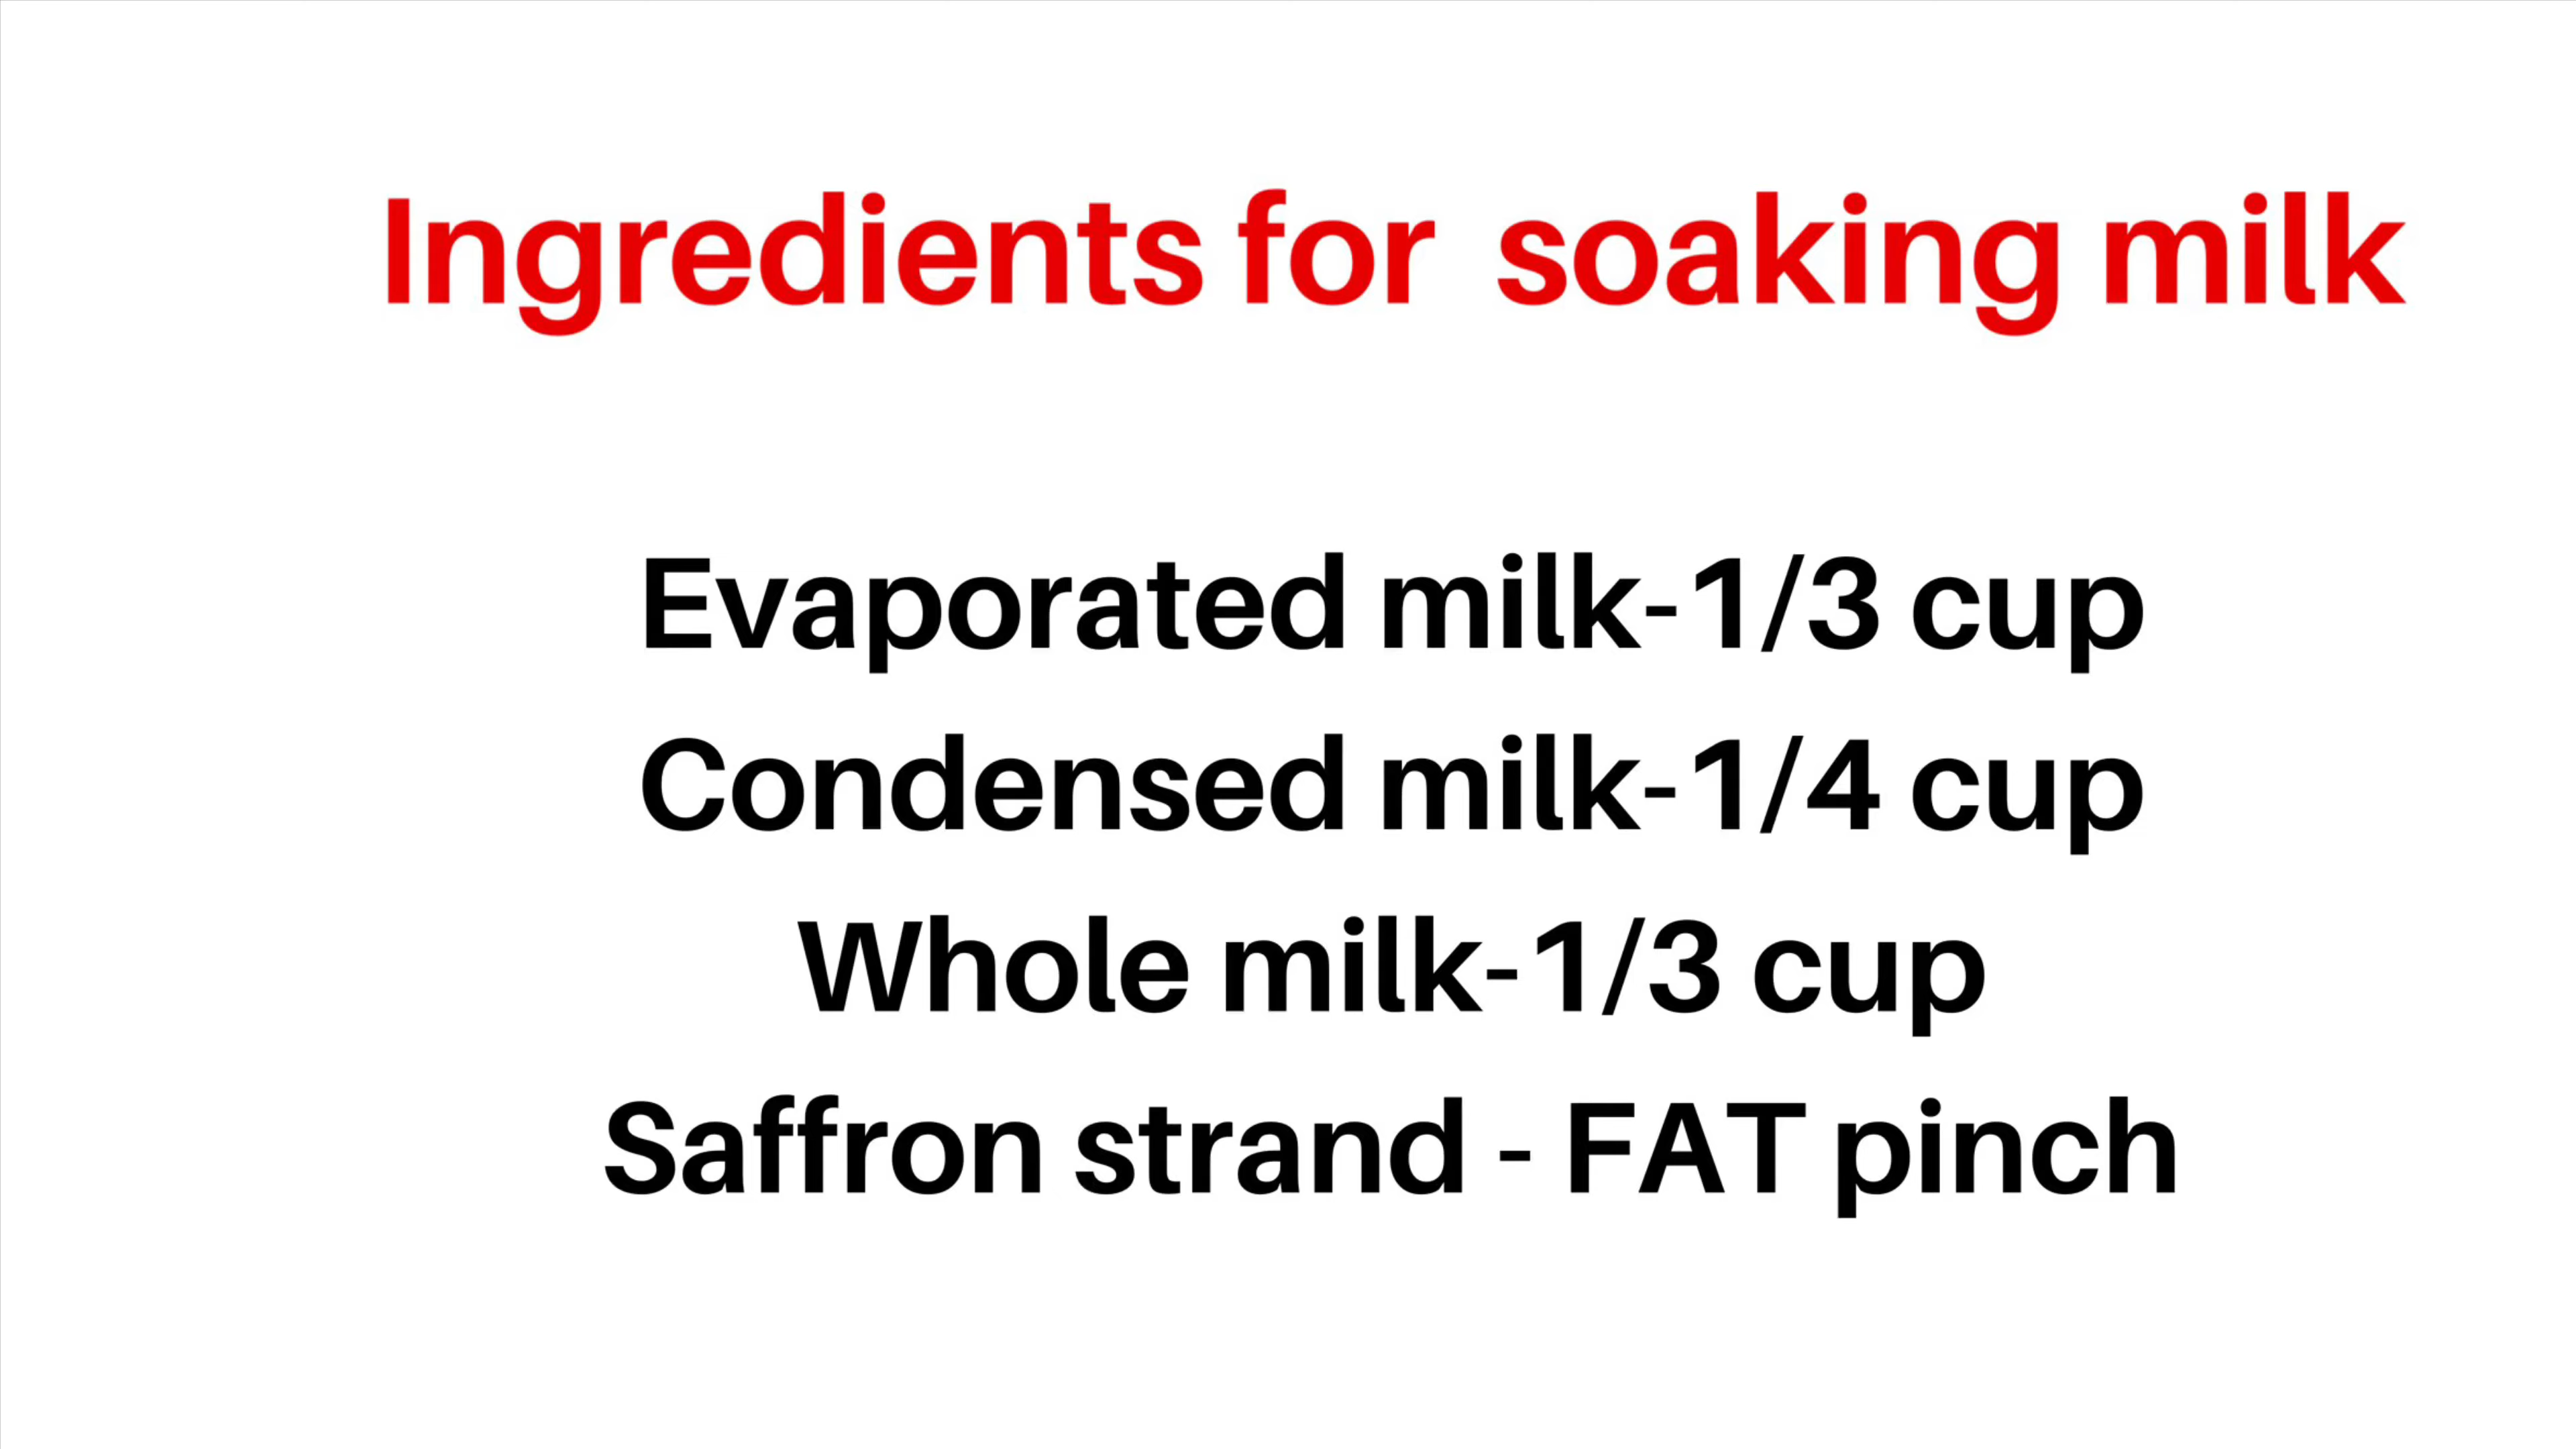 Ingredients for soaking milk
Evaporated milk-1/3 cup
Condensed milk-1/4 cup
Whole milk-1/3 cup
Saffron strand - FAT pinch